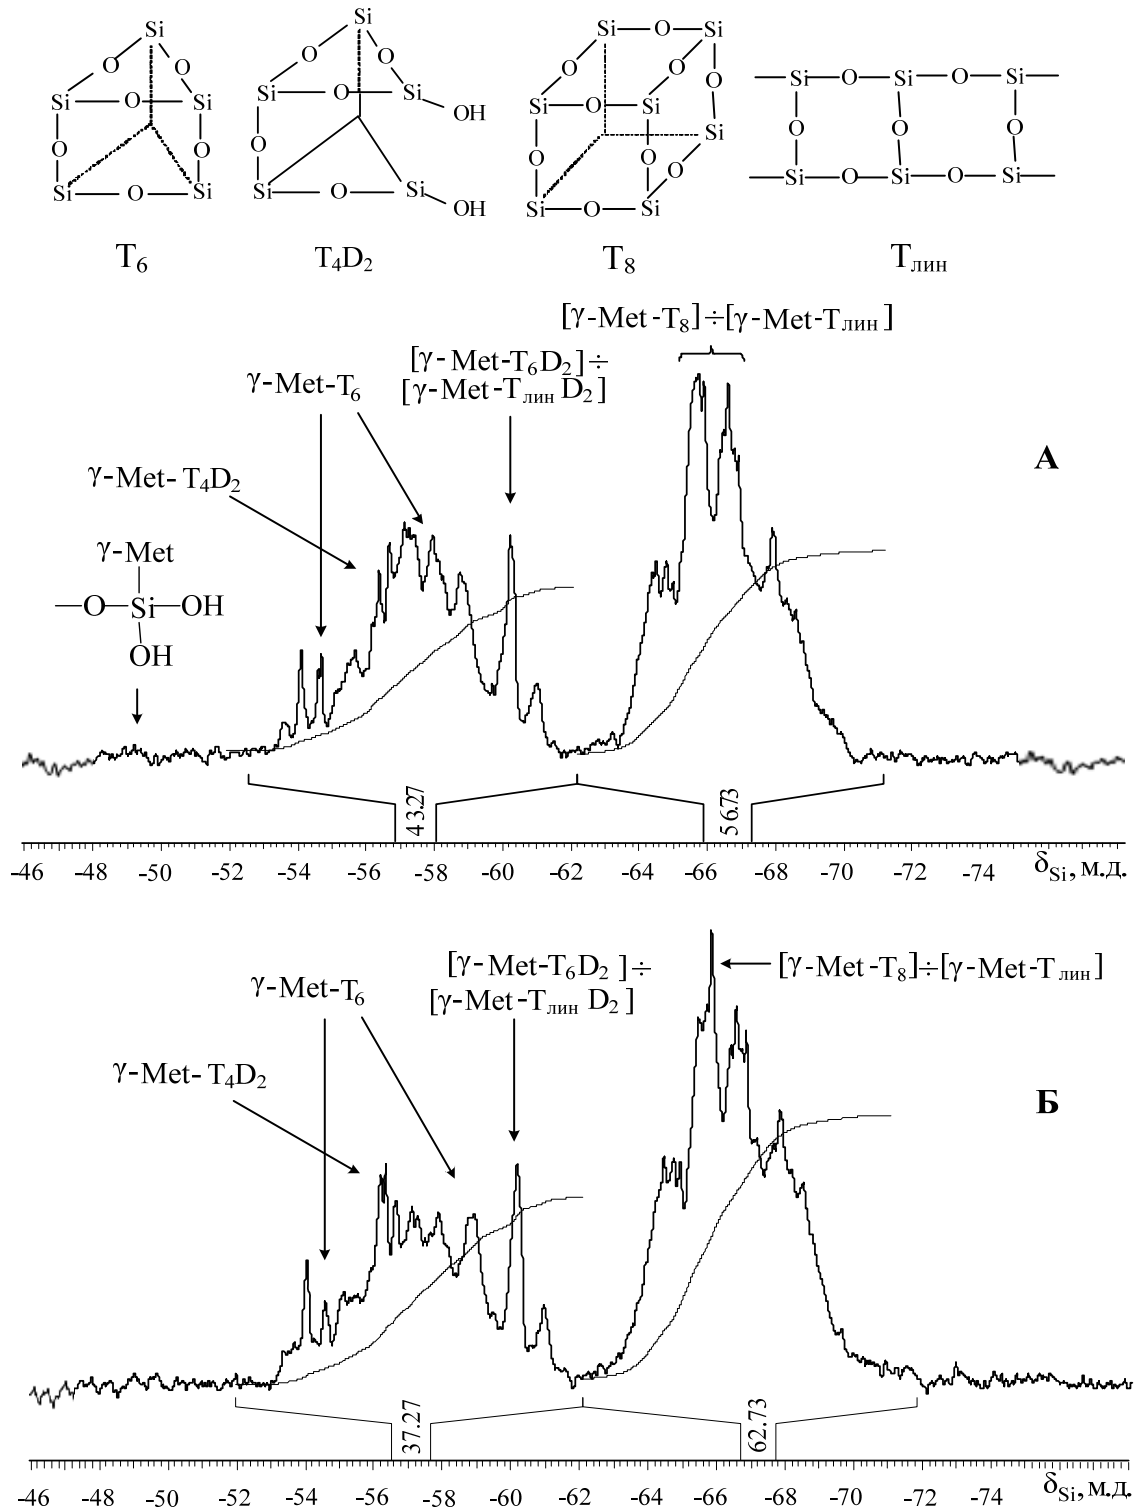 Si Si Si O Si
O O O O O O O Si O Si O Si
Si O Si Si O Si OH Si O Si O Si O O O
O O O O O O Si O Si O Si
Si O Si Si O Si OH Si O Si
T₆ T₄D₂ T₈ Tлин
[γ-Met-T₈]÷[γ-Met-Tлин]
[γ-Met-T₆D₂]÷
[γ-Met-Tлин D₂]
γ-Met-T₆
А
γ-Met-T₄D₂
γ-Met
—O—Si—OH
OH
43.27 56.73
-46 -48 -50 -52 -54 -56 -58 -60 -62 -64 -66 -68 -70 -72 -74 δSi, м.д.
[γ-Met-T₆D₂]÷
[γ-Met-Tлин D₂]
[γ-Met-T₈]÷[γ-Met-Tлин]
γ-Met-T₆
γ-Met-T₄D₂
Б
37.27 62.73
-46 -48 -50 -52 -54 -56 -58 -60 -62 -64 -66 -68 -70 -72 -74 δSi, м.д.